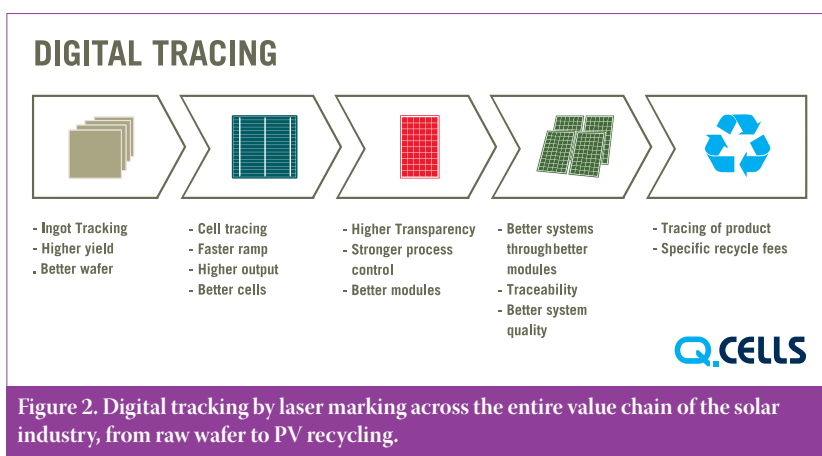 DIGITAL TRACING
- Ingot Tracking
- Higher yield
. Better wafer
- Cell tracing
- Faster ramp
- Higher output
- Better cells
- Higher Transparency
- Stronger process
control
- Better modules
- Better systems
throughbetter
modules
- Traceability
- Better system
quality
- Tracing of product
- Specific recycle fees
Q.CELLS
Figure 2. Digital tracking by laser marking across the entire value chain of the solar
industry, from raw wafer to PV recycling.